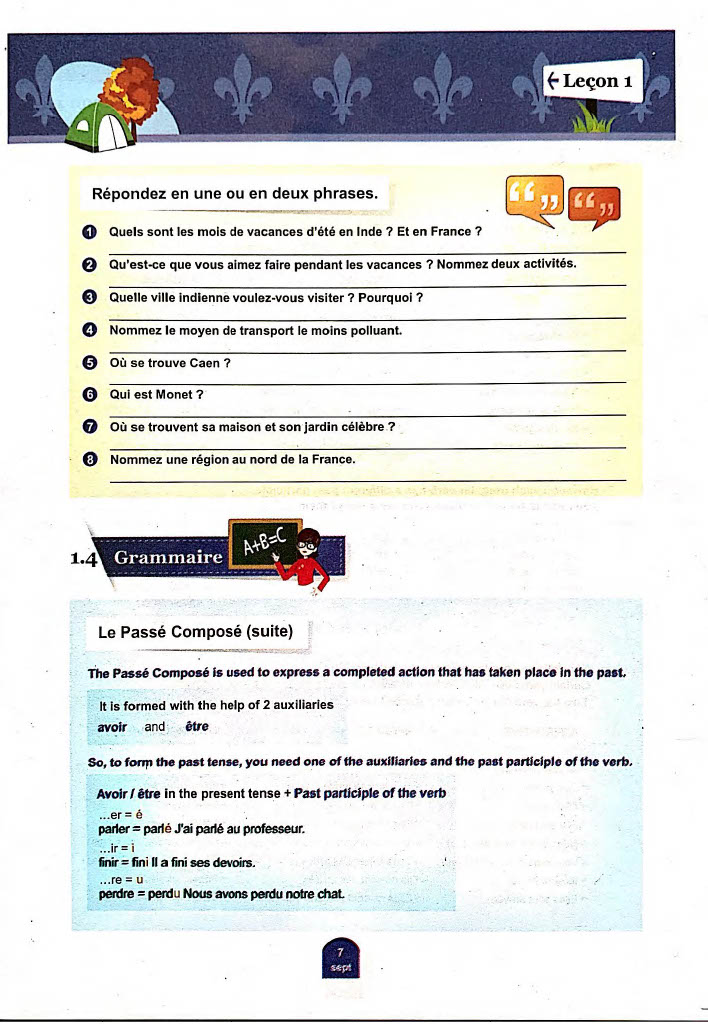 ← Leçon 1
Répondez en une ou en deux phrases.
1 Quels sont les mois de vacances d'été en Inde ? Et en France ?
2 Qu'est-ce que vous aimez faire pendant les vacances ? Nommez deux activités.
3 Quelle ville indienne voulez-vous visiter ? Pourquoi ?
4 Nommez le moyen de transport le moins polluant.
5 Où se trouve Caen ?
6 Qui est Monet ?
7 Où se trouvent sa maison et son jardin célèbre ?
8 Nommez une région au nord de la France.
1.4 Grammaire
A+B=C
Le Passé Composé (suite)
The Passé Composé is used to express a completed action that has taken place in the past.
It is formed with the help of 2 auxiliaries
avoir and être
So, to form the past tense, you need one of the auxiliaries and the past participle of the verb.
Avoir / être in the present tense + Past participle of the verb
...er = é
parler = parlé J'ai parlé au professeur.
...ir = i
finir = fini Il a fini ses devoirs.
...re = u
perdre = perdu Nous avons perdu notre chat.
7
sept